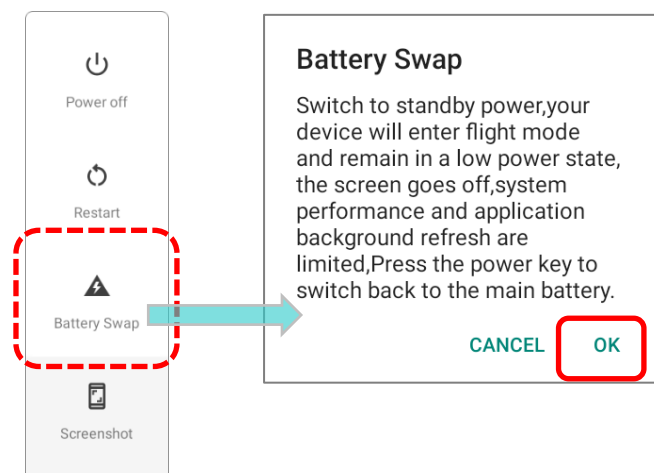 Power off
Restart
Battery Swap
Screenshot
Battery Swap
Switch to standby power,your
device will enter flight mode
and remain in a low power state,
the screen goes off,system
performance and application
background refresh are
limited,Press the power key to
switch back to the main battery.
CANCEL OK